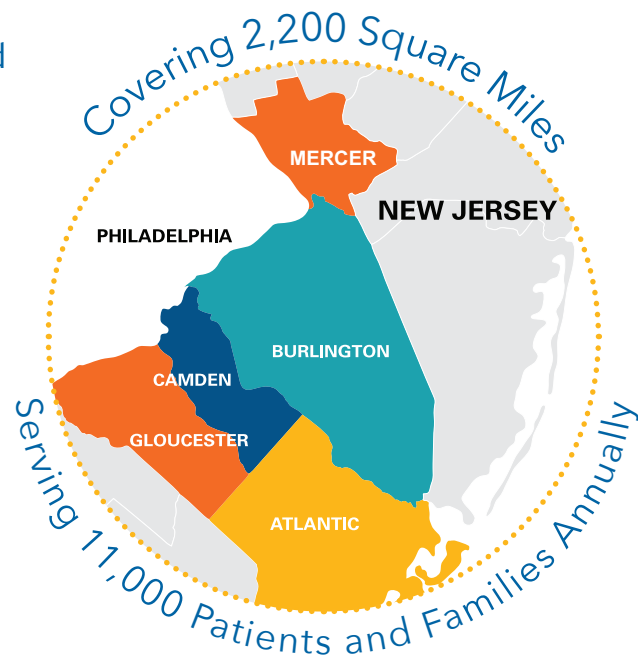 Covering 2,200 Square Miles
MERCER
NEW JERSEY
PHILADELPHIA
BURLINGTON
CAMDEN
GLOUCESTER
ATLANTIC
Serving 11,000 Patients and Families Annually